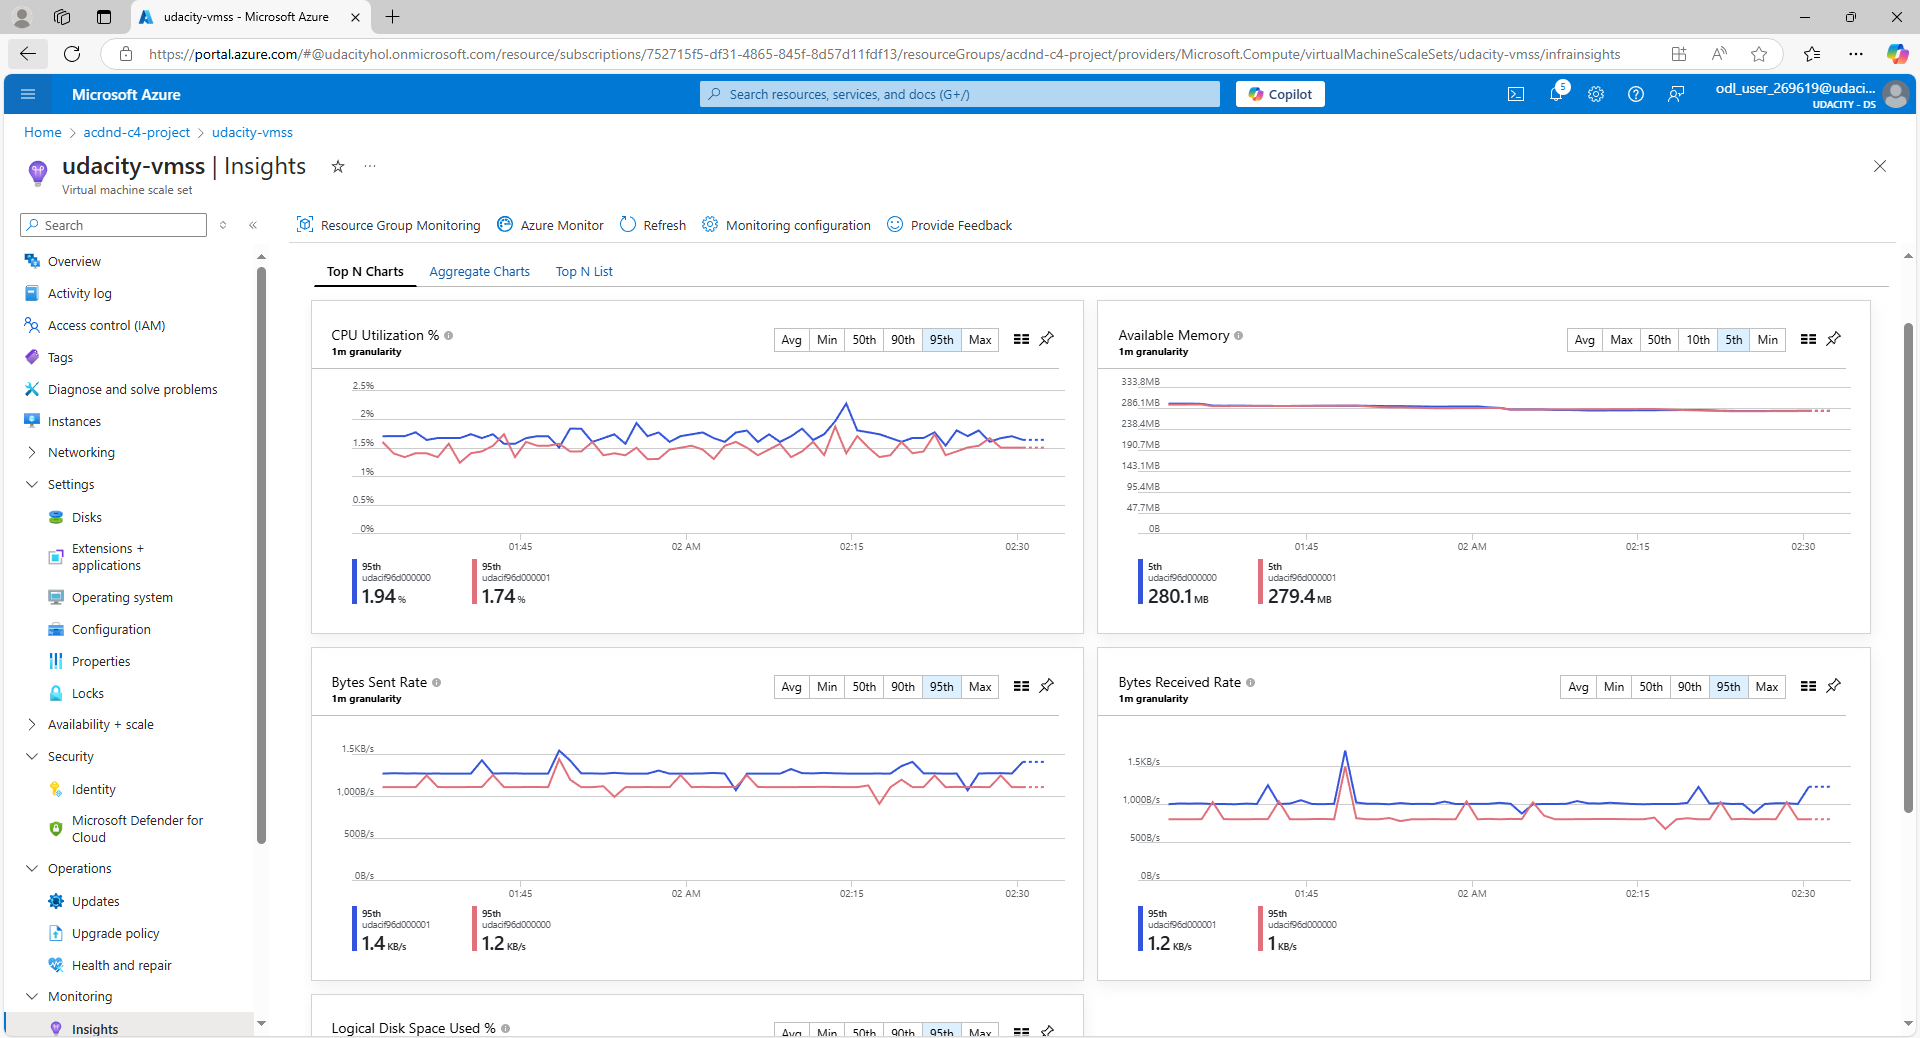 udacity-vmss - Microsoft Azure
https://portal.azure.com/#@udacityhol.onmicrosoft.com/resource/subscriptions/752715f5-df31-4865-845f-8d57d11fdf13/resourceGroups/acdnd-c4-project/providers/Microsoft.Compute/virtualMachineScaleSets/udacity-vmss/infrainsights
Microsoft Azure
Search resources, services, and docs (G+/)
Copilot
5
odl_user_269619@udaci...
UDACITY - DS
Home > acdnd-c4-project > udacity-vmss
udacity-vmss | Insights
Virtual machine scale set
Search
Overview
Activity log
Access control (IAM)
Tags
Diagnose and solve problems
Instances
Networking
Settings
Disks
Extensions +
applications
Operating system
Configuration
Properties
Locks
Availability + scale
Security
Identity
Microsoft Defender for
Cloud
Operations
Updates
Upgrade policy
Health and repair
Monitoring
Insights
Resource Group Monitoring Azure Monitor Refresh Monitoring configuration Provide Feedback
Top N Charts Aggregate Charts Top N List
CPU Utilization %
1m granularity
Avg Min 50th 90th 95th Max
2.5%
2%
1.5%
1%
0.5%
0%
01:45 02 AM 02:15 02:30
95th
udacif96d000000
1.94 %
95th
udacif96d000001
1.74 %
Available Memory
1m granularity
Avg Max 50th 10th 5th Min
333.8MB
286.1MB
238.4MB
190.7MB
143.1MB
95.4MB
47.7MB
0B
01:45 02 AM 02:15 02:30
5th
udacif96d000000
280.1 MB
5th
udacif96d000001
279.4 MB
Bytes Sent Rate
1m granularity
Avg Min 50th 90th 95th Max
1.5KB/s
1,000B/s
500B/s
0B/s
01:45 02 AM 02:15 02:30
95th
udacif96d000001
1.4 KB/s
95th
udacif96d000000
1.2 KB/s
Bytes Received Rate
1m granularity
Avg Min 50th 90th 95th Max
1.5KB/s
1,000B/s
500B/s
0B/s
01:45 02 AM 02:15 02:30
95th
udacif96d000001
1.2 KB/s
95th
udacif96d000000
1 KB/s
Logical Disk Space Used %
Avg Min 50th 90th 95th Max